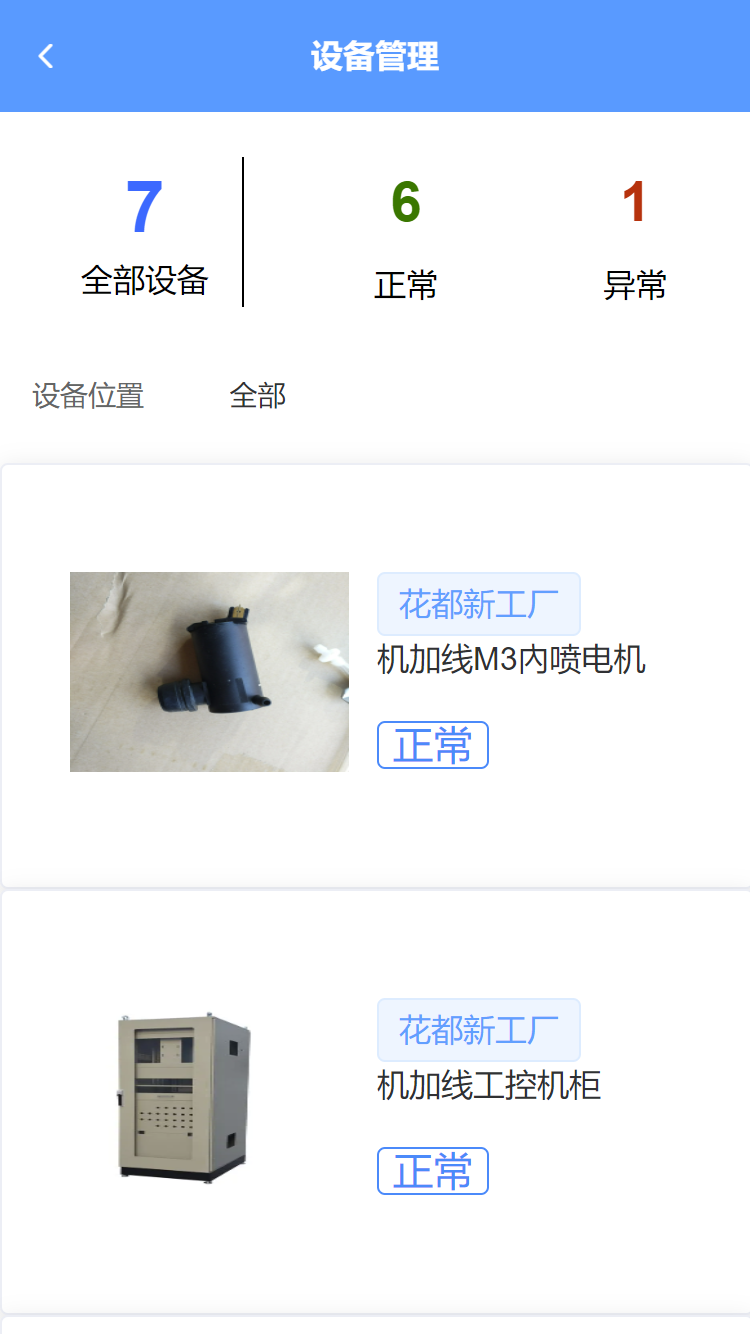 设备管理
7
6
1
全部设备
正常
异常
设备位置
全部
花都新工厂
机加线M3内喷电机
正常
花都新工厂
机加线工控机柜
正常